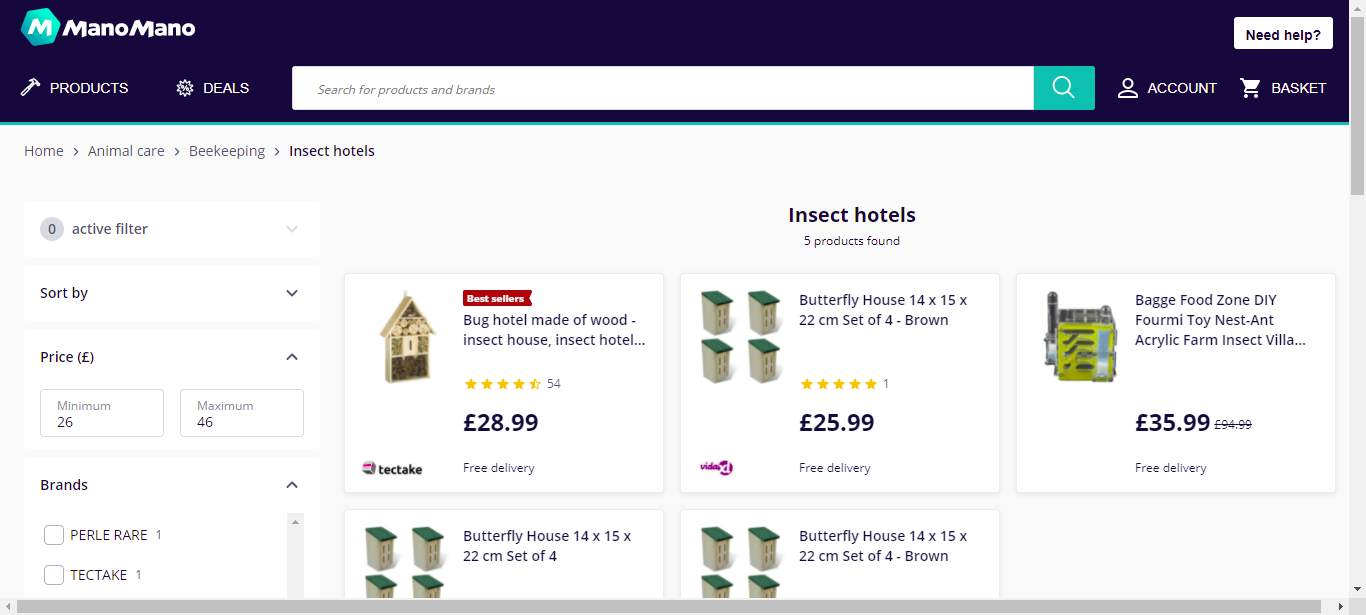 ManoMano
Need help?
PRODUCTS
DEALS
Search for products and brands
ACCOUNT
BASKET
Home > Animal care > Beekeeping > Insect hotels
0 active filter
Sort by
Price (£)
Minimum
26
Maximum
46
Brands
PERLE RARE 1
TECTAKE 1
Insect hotels
5 products found
Best sellers
Bug hotel made of wood -
insect house, insect hotel...
54
£28.99
tectake
Free delivery
Butterfly House 14 x 15 x
22 cm Set of 4 - Brown
1
£25.99
vidaXL
Free delivery
Bagge Food Zone DIY
Fourmi Toy Nest-Ant
Acrylic Farm Insect Villa...
£35.99 £94.99
Free delivery
Butterfly House 14 x 15 x
22 cm Set of 4
Butterfly House 14 x 15 x
22 cm Set of 4 - Brown